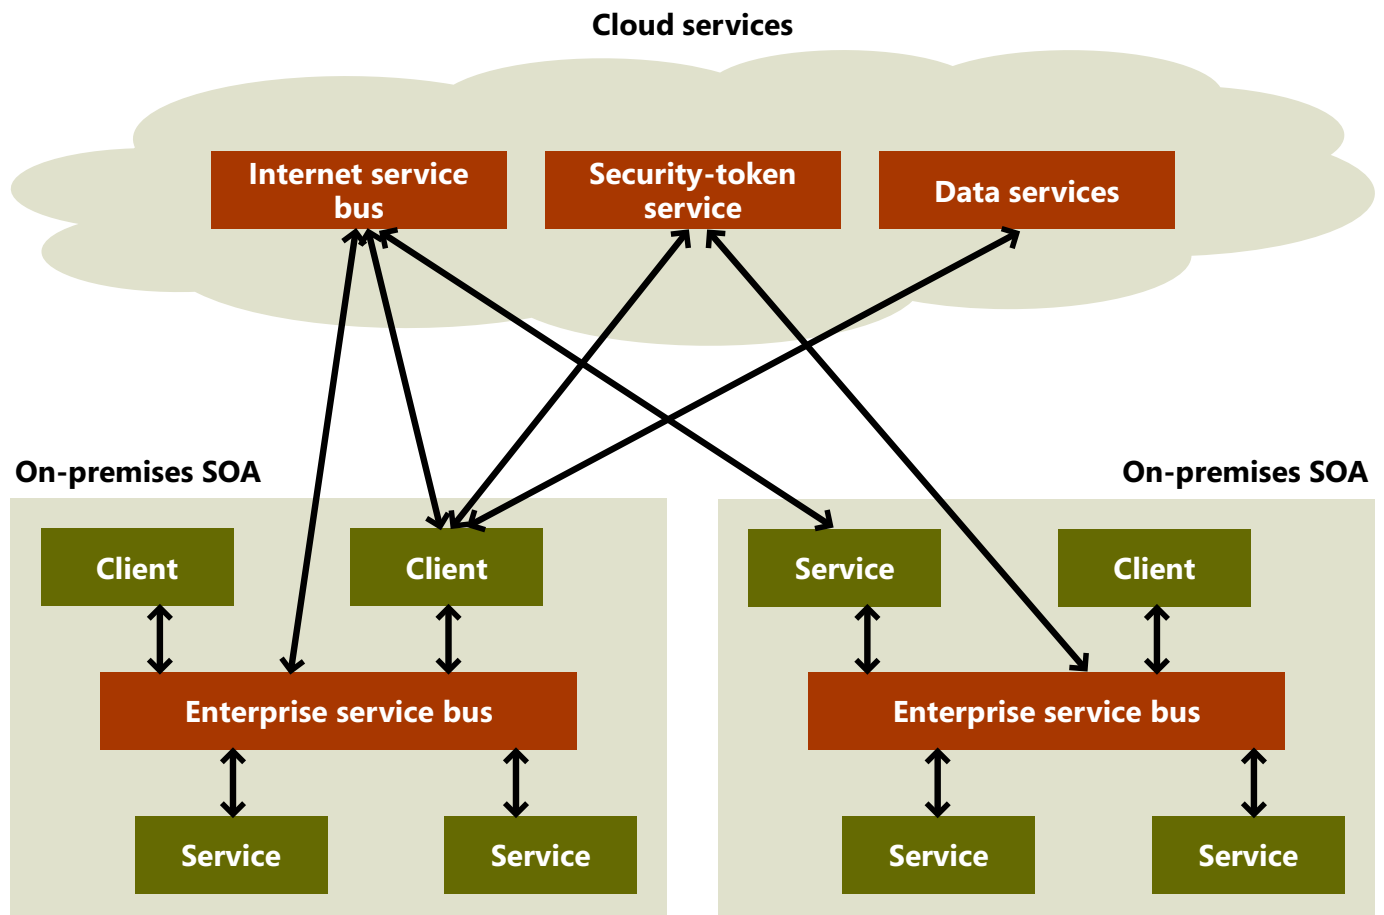 Cloud services
Internet service
bus
Security-token
service
Data services
On-premises SOA
On-premises SOA
Client
Client
Service
Client
Enterprise service bus
Enterprise service bus
Service
Service
Service
Service